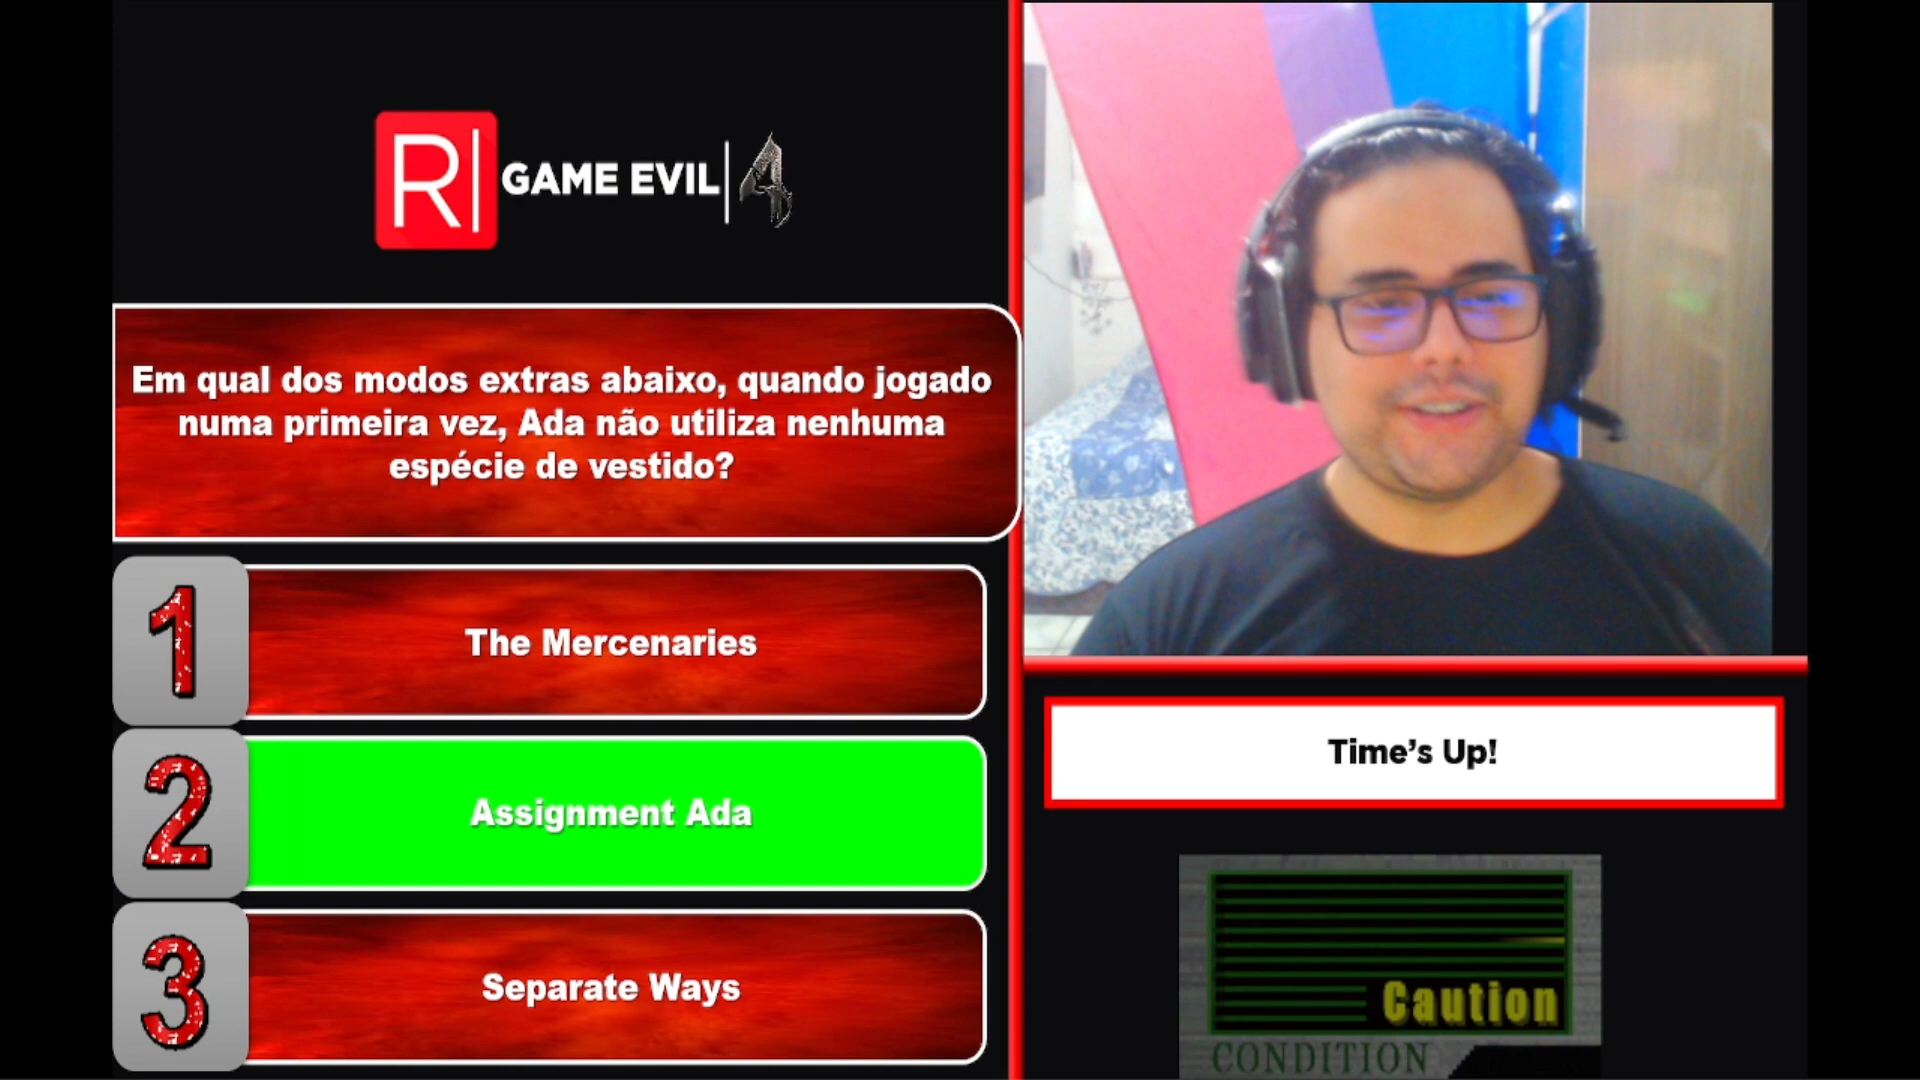 R| GAME EVIL | 4
Em qual dos modos extras abaixo, quando jogado
numa primeira vez, Ada não utiliza nenhuma
espécie de vestido?
1
The Mercenaries
2
Assignment Ada
3
Separate Ways
Time’s Up!
Caution
CONDITION